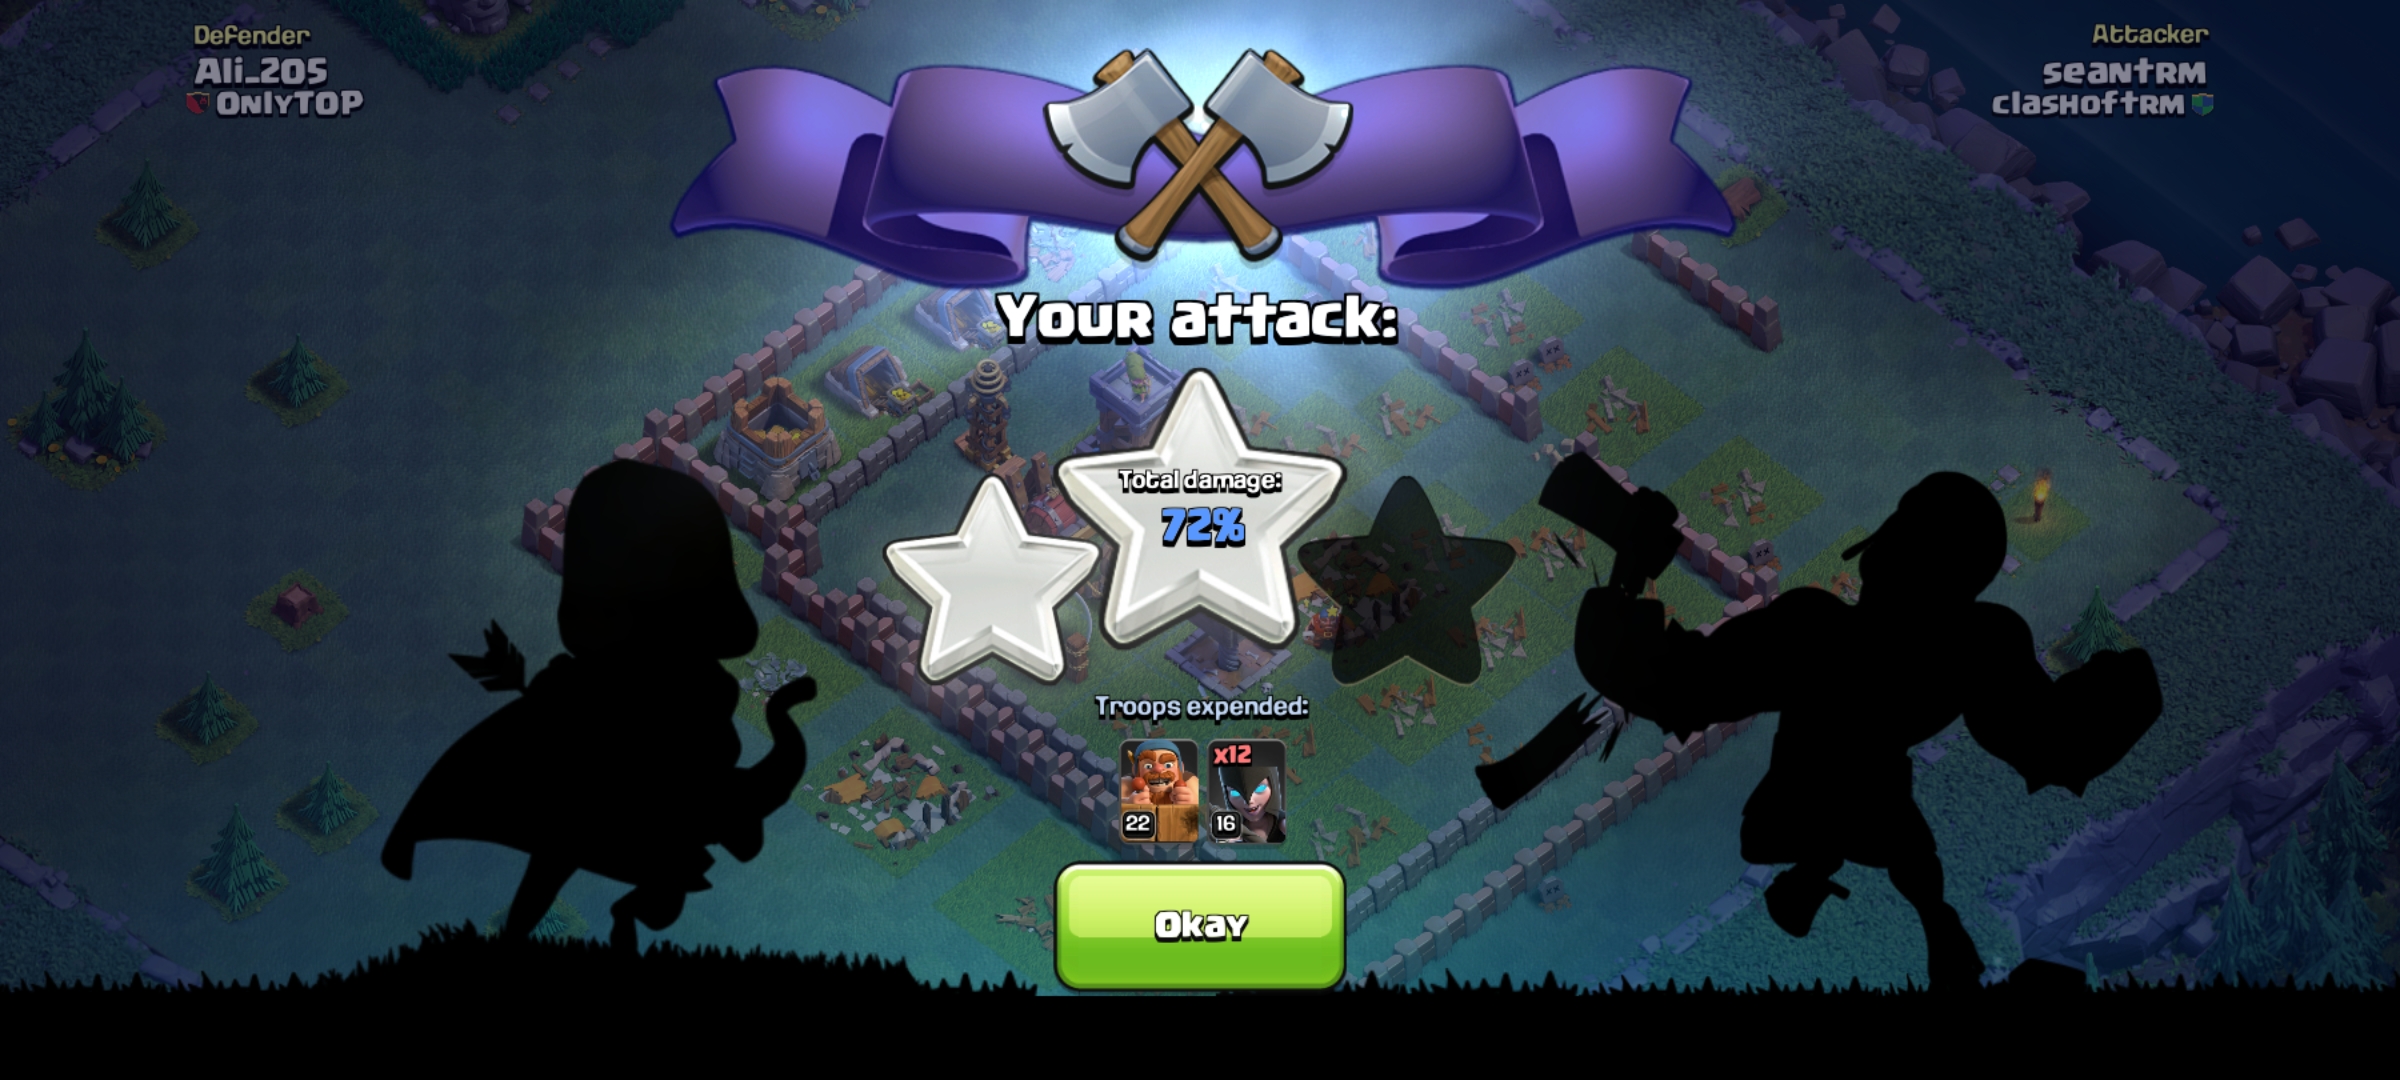 Defender
Ali_205
OnlyTOP
Attacker
seantRM
clashoftRM
Your attack:
Total damage:
72%
Troops expended:
x12
22
16
Okay